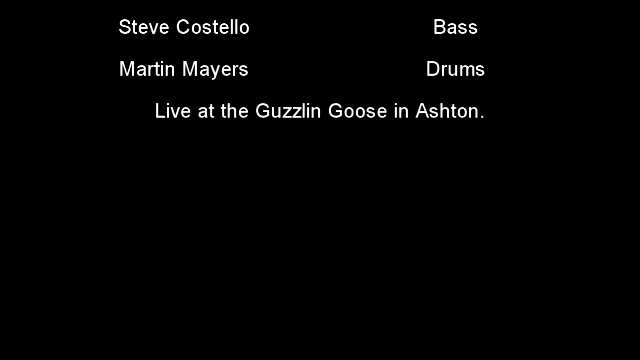 Steve Costello Bass
Martin Mayers Drums
Live at the Guzzlin Goose in Ashton.